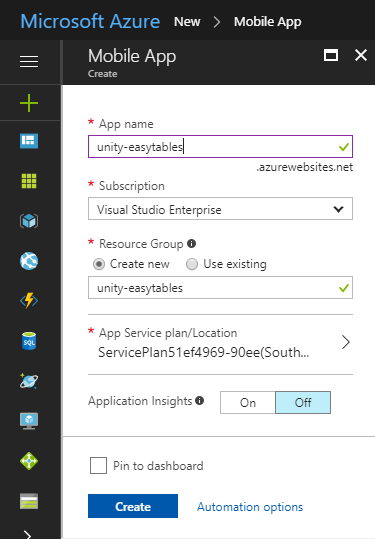 Microsoft Azure New > Mobile App
Mobile App
Create
* App name
unity-easytables
.azurewebsites.net
* Subscription
Visual Studio Enterprise
* Resource Group
Create new Use existing
unity-easytables
* App Service plan/Location
ServicePlan51ef4969-90ee(South...
Application Insights On Off
Pin to dashboard
Create Automation options